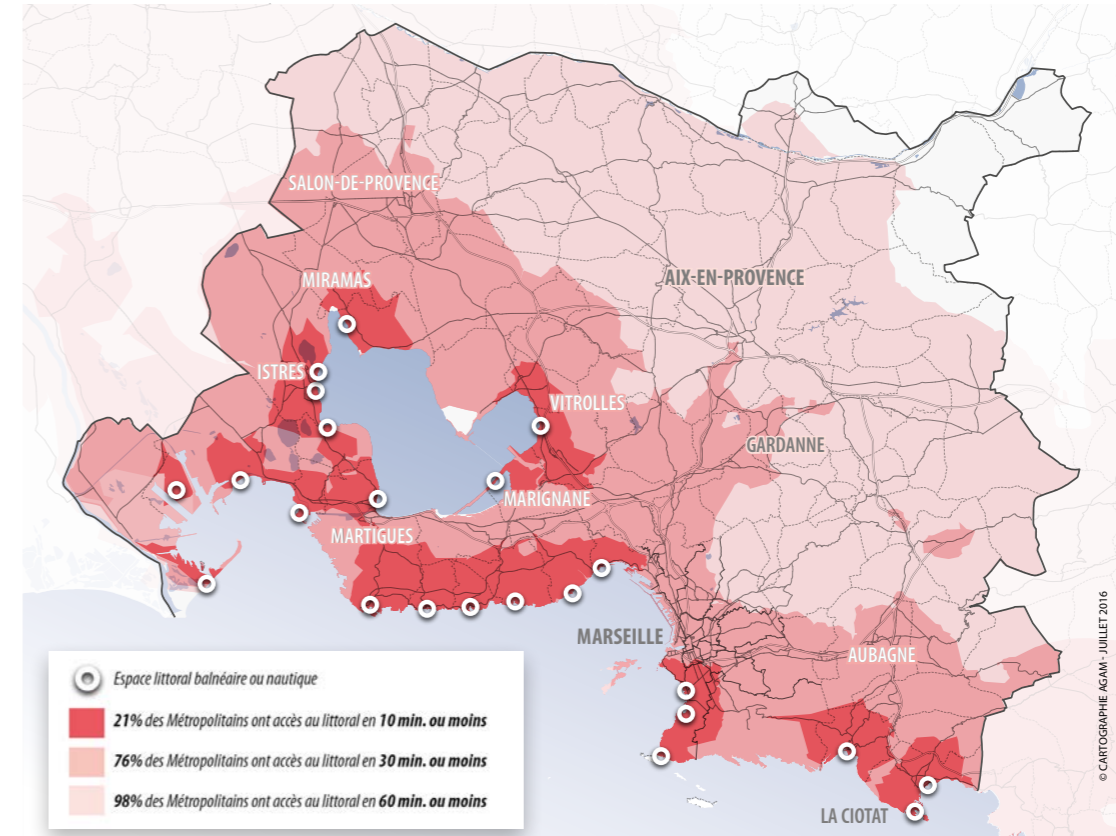 SALON-DE-PROVENCE
MIRAMAS
AIX-EN-PROVENCE
ISTRES
VITROLLES
GARDANNE
MARIGNANE
MARTIGUES
MARSEILLE
AUBAGNE
LA CIOTAT
Espace littoral balnéaire ou nautique
21% des Métropolitains ont accès au littoral en 10 min. ou moins
76% des Métropolitains ont accès au littoral en 30 min. ou moins
98% des Métropolitains ont accès au littoral en 60 min. ou moins
© CARTOGRAPHIE AGAM - JUILLET 2016